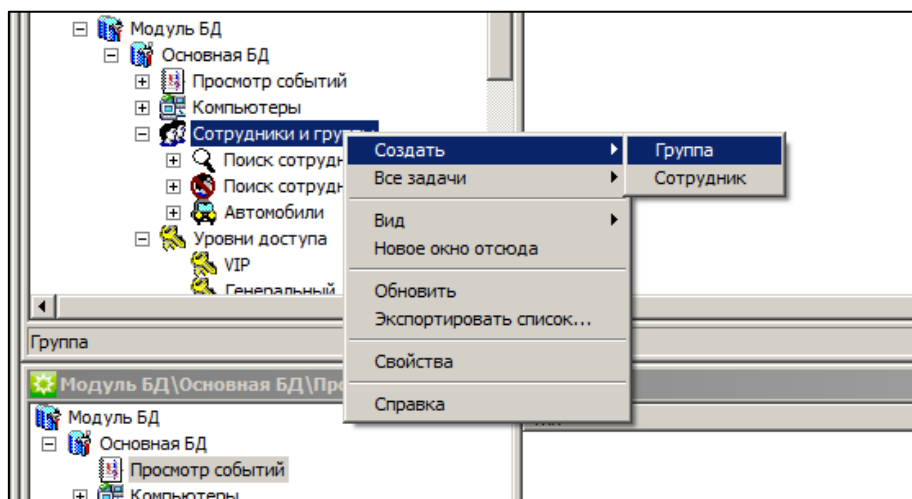 Модуль БД
Основная БД
Просмотр событий
Компьютеры
Сотрудники и группы
Поиск сотрудн
Поиск сотрудн
Автомобили
Уровни доступа
VIP
Генеральный
Создать
Все задачи
Вид
Новое окно отсюда
Обновить
Экспортировать список...
Свойства
Справка
Группа
Сотрудник
Группа
Модуль БД\Основная БД\Про
Модуль БД
Основная БД
Просмотр событий
Компьютеры